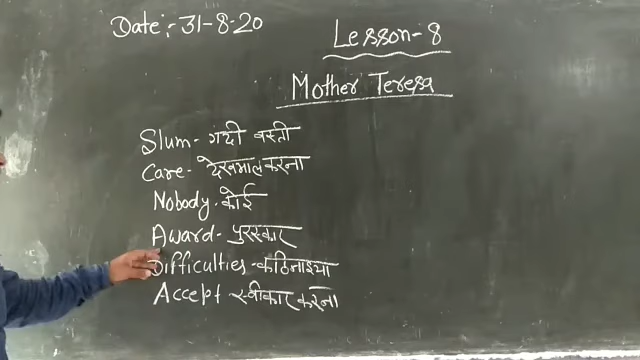 Date:- 31-8-20
Lesson-8
Mother Teresa
Slum- गंदी बस्ती
Care- देखभाल करना
Nobody- कोई
Award- पुरस्कार
Difficulties- कठिनाइया
Accept स्वीकार करना